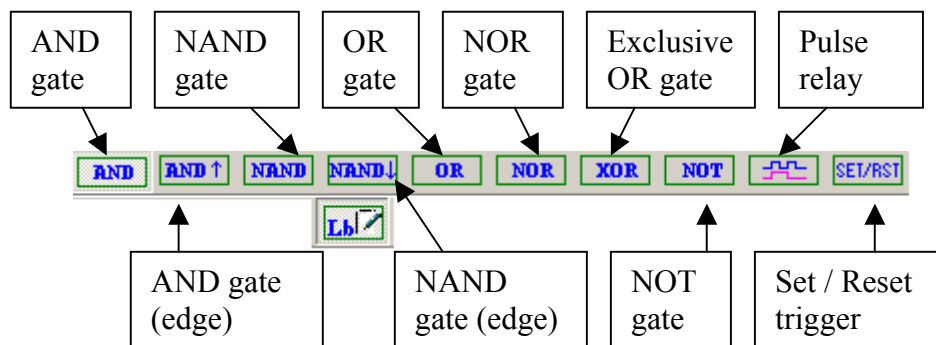 AND
gate
NAND
gate
OR
gate
NOR
gate
Exclusive
OR gate
Pulse
relay
AND AND↑ NAND NAND↓ OR NOR XOR NOT SET/RST
Lb
AND gate
(edge)
NAND
gate (edge)
NOT
gate
Set / Reset
trigger